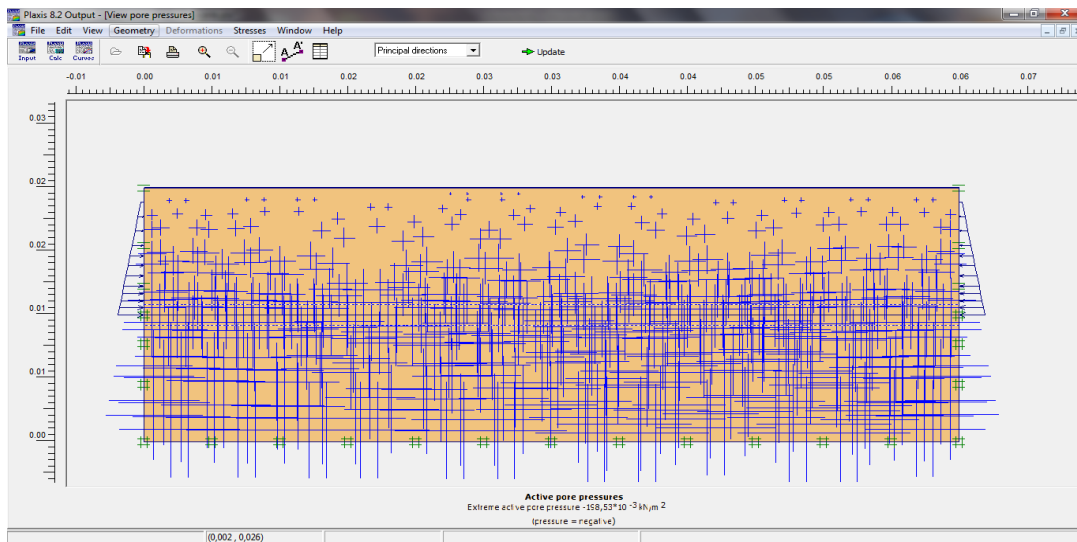 Plaxis 8.2 Output - [View pore pressures]
File Edit View Geometry Deformations Stresses Window Help
Input Calc Curves A A* Principal directions Update
-0.01 0.00 0.01 0.01 0.02 0.02 0.03 0.03 0.04 0.04 0.05 0.05 0.06 0.06 0.07
0.03
0.02
0.02
0.01
0.01
0.00
Active pore pressures
Extreme active pore pressure -158,53*10 -3 kN/m 2
(pressure = negative)
(0,002 , 0,026)